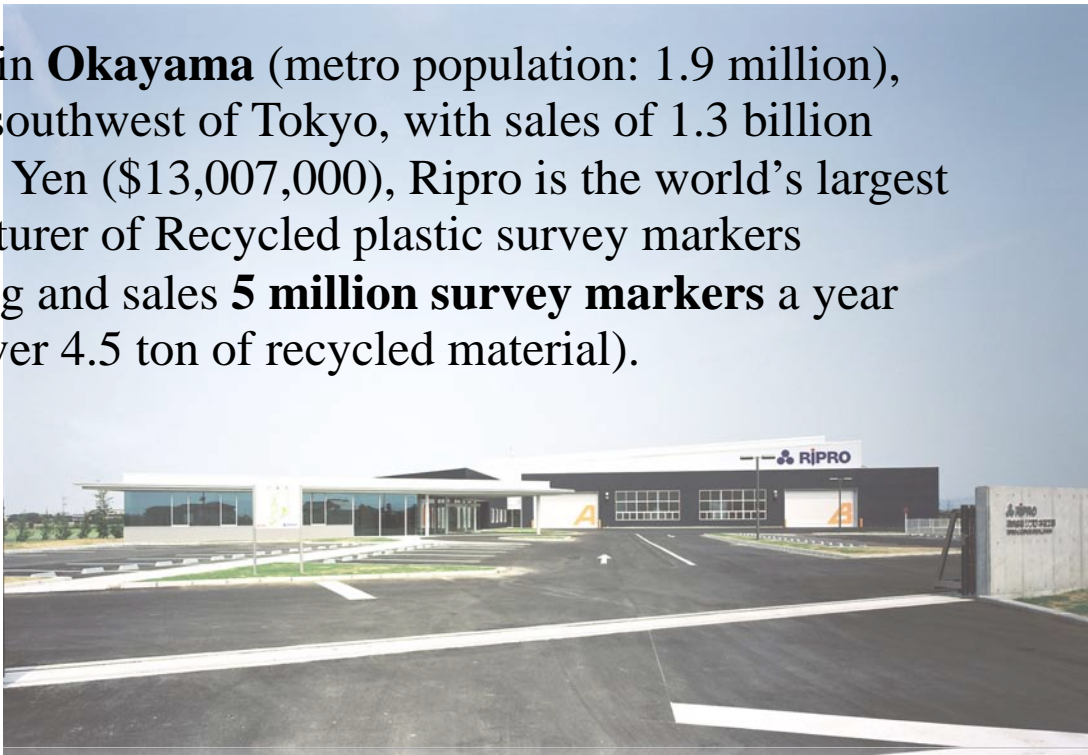 in Okayama (metro population: 1.9 million),
southwest of Tokyo, with sales of 1.3 billion
Yen ($13,007,000), Ripro is the world’s largest
turer of Recycled plastic survey markers
g and sales 5 million survey markers a year
ver 4.5 ton of recycled material).
RiPRO
A B
RiPRO